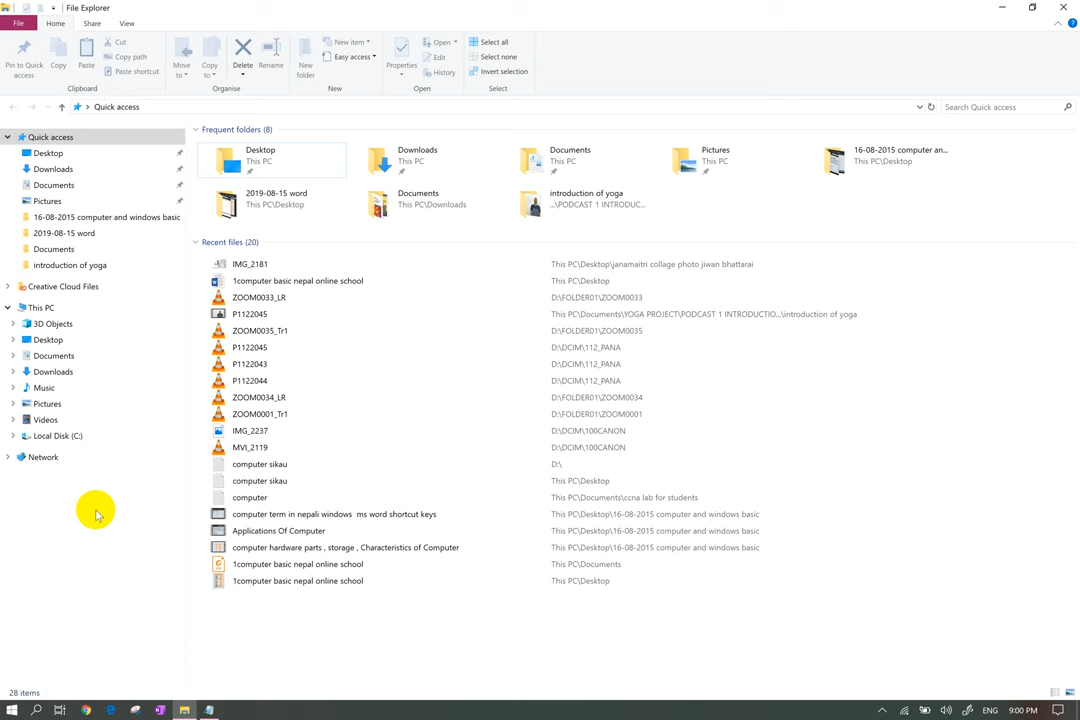 File Explorer
File Home Share View
Pin to Quick access
Copy
Paste
Cut
Copy path
Paste shortcut
Clipboard
Move to
Copy to
Delete
Rename
Organise
New folder
New item
Easy access
New
Properties
Open
Edit
History
Open
Select all
Select none
Invert selection
Select
Quick access
Search Quick access
Quick access
Desktop
Downloads
Documents
Pictures
16-08-2015 computer and windows basic
2019-08-15 word
Documents
introduction of yoga
Creative Cloud Files
This PC
3D Objects
Desktop
Documents
Downloads
Music
Pictures
Videos
Local Disk (C:)
Network
Frequent folders (8)
Desktop
This PC
Downloads
This PC
Documents
This PC
Pictures
This PC
16-08-2015 computer an...
This PC\Desktop
2019-08-15 word
This PC\Desktop
Documents
This PC\Downloads
introduction of yoga
...\PODCAST 1 INTRODUC...
Recent files (20)
IMG_2181 This PC\Desktop\janamaitri collage photo jiwan bhattarai
1computer basic nepal online school This PC\Desktop
ZOOM0033_LR D:\FOLDER01\ZOOM0033
P1122045 This PC\Documents\YOGA PROJECT\PODCAST 1 INTRODUCTIO...\introduction of yoga
ZOOM0035_Tr1 D:\FOLDER01\ZOOM0035
P1122045 D:\DCIM\112_PANA
P1122043 D:\DCIM\112_PANA
P1122044 D:\DCIM\112_PANA
ZOOM0034_LR D:\FOLDER01\ZOOM0034
ZOOM0001_Tr1 D:\FOLDER01\ZOOM0001
IMG_2237 D:\DCIM\100CANON
MVI_2119 D:\DCIM\100CANON
computer sikau D:\
computer sikau This PC\Desktop
computer This PC\Documents\ccna lab for students
computer term in nepali windows ms word shortcut keys This PC\Desktop\16-08-2015 computer and windows basic
Applications Of Computer This PC\Desktop\16-08-2015 computer and windows basic
computer hardware parts , storage , Characteristics of Computer This PC\Desktop\16-08-2015 computer and windows basic
1computer basic nepal online school This PC\Documents
1computer basic nepal online school This PC\Desktop
28 items
ENG 9:00 PM